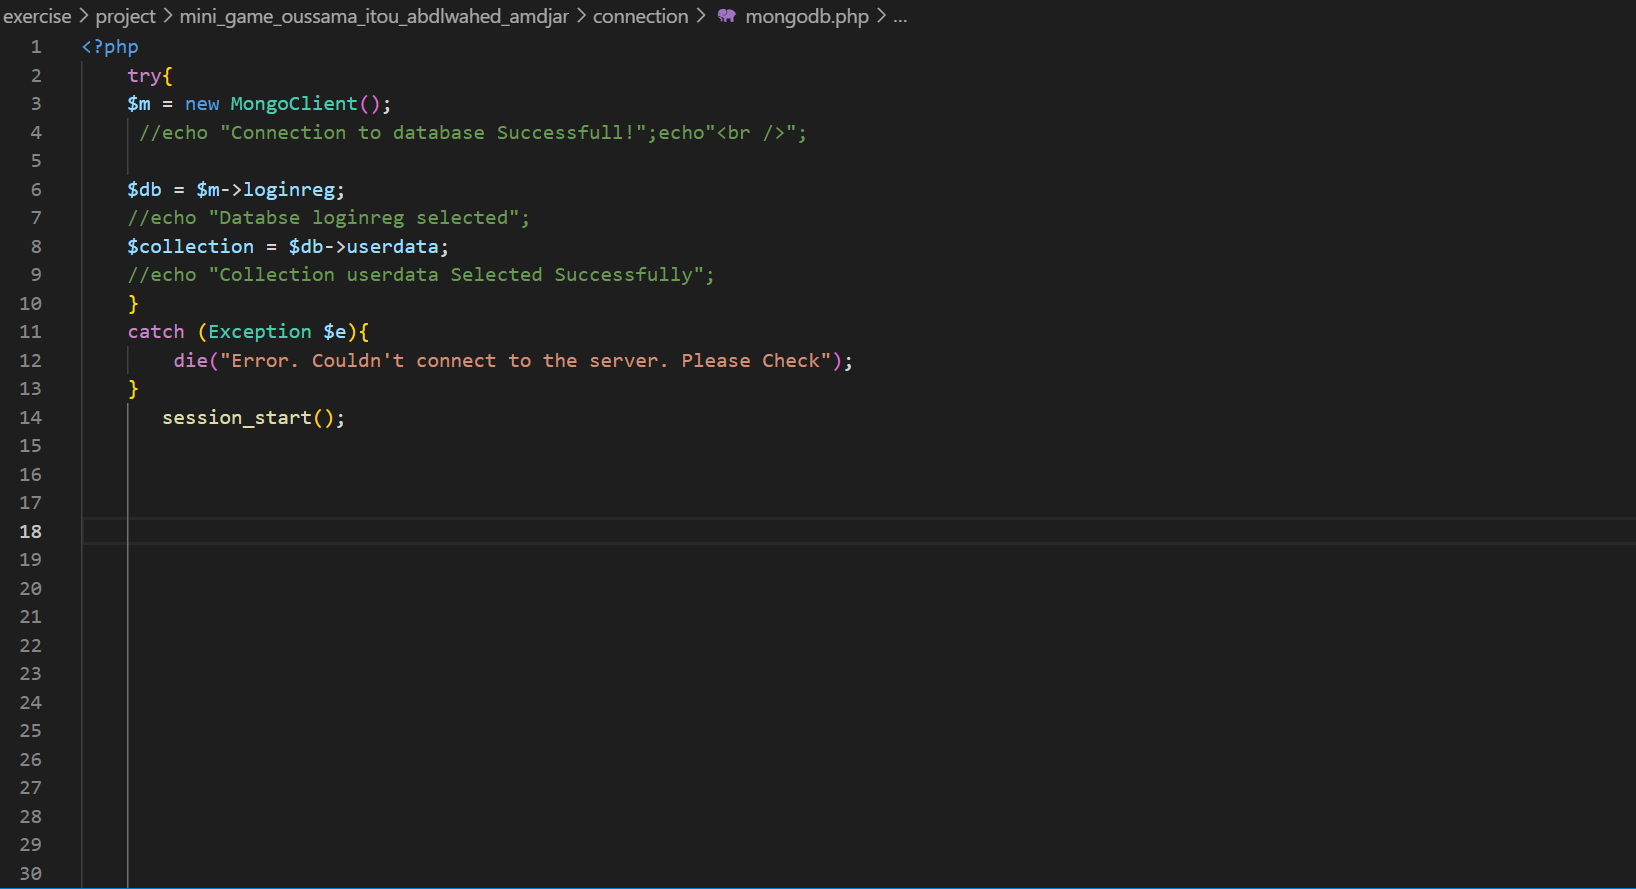 exercise > project > mini_game_oussama_itou_abdlwahed_amdjar > connection > mongodb.php > ...
1 <?php
2 try{
3 $m = new MongoClient();
4 //echo "Connection to database Successfull!";echo"<br />";
5
6 $db = $m->loginreg;
7 //echo "Databse loginreg selected";
8 $collection = $db->userdata;
9 //echo "Collection userdata Selected Successfully";
10 }
11 catch (Exception $e){
12 die("Error. Couldn't connect to the server. Please Check");
13 }
14 session_start();
15
16
17
18
19
20
21
22
23
24
25
26
27
28
29
30